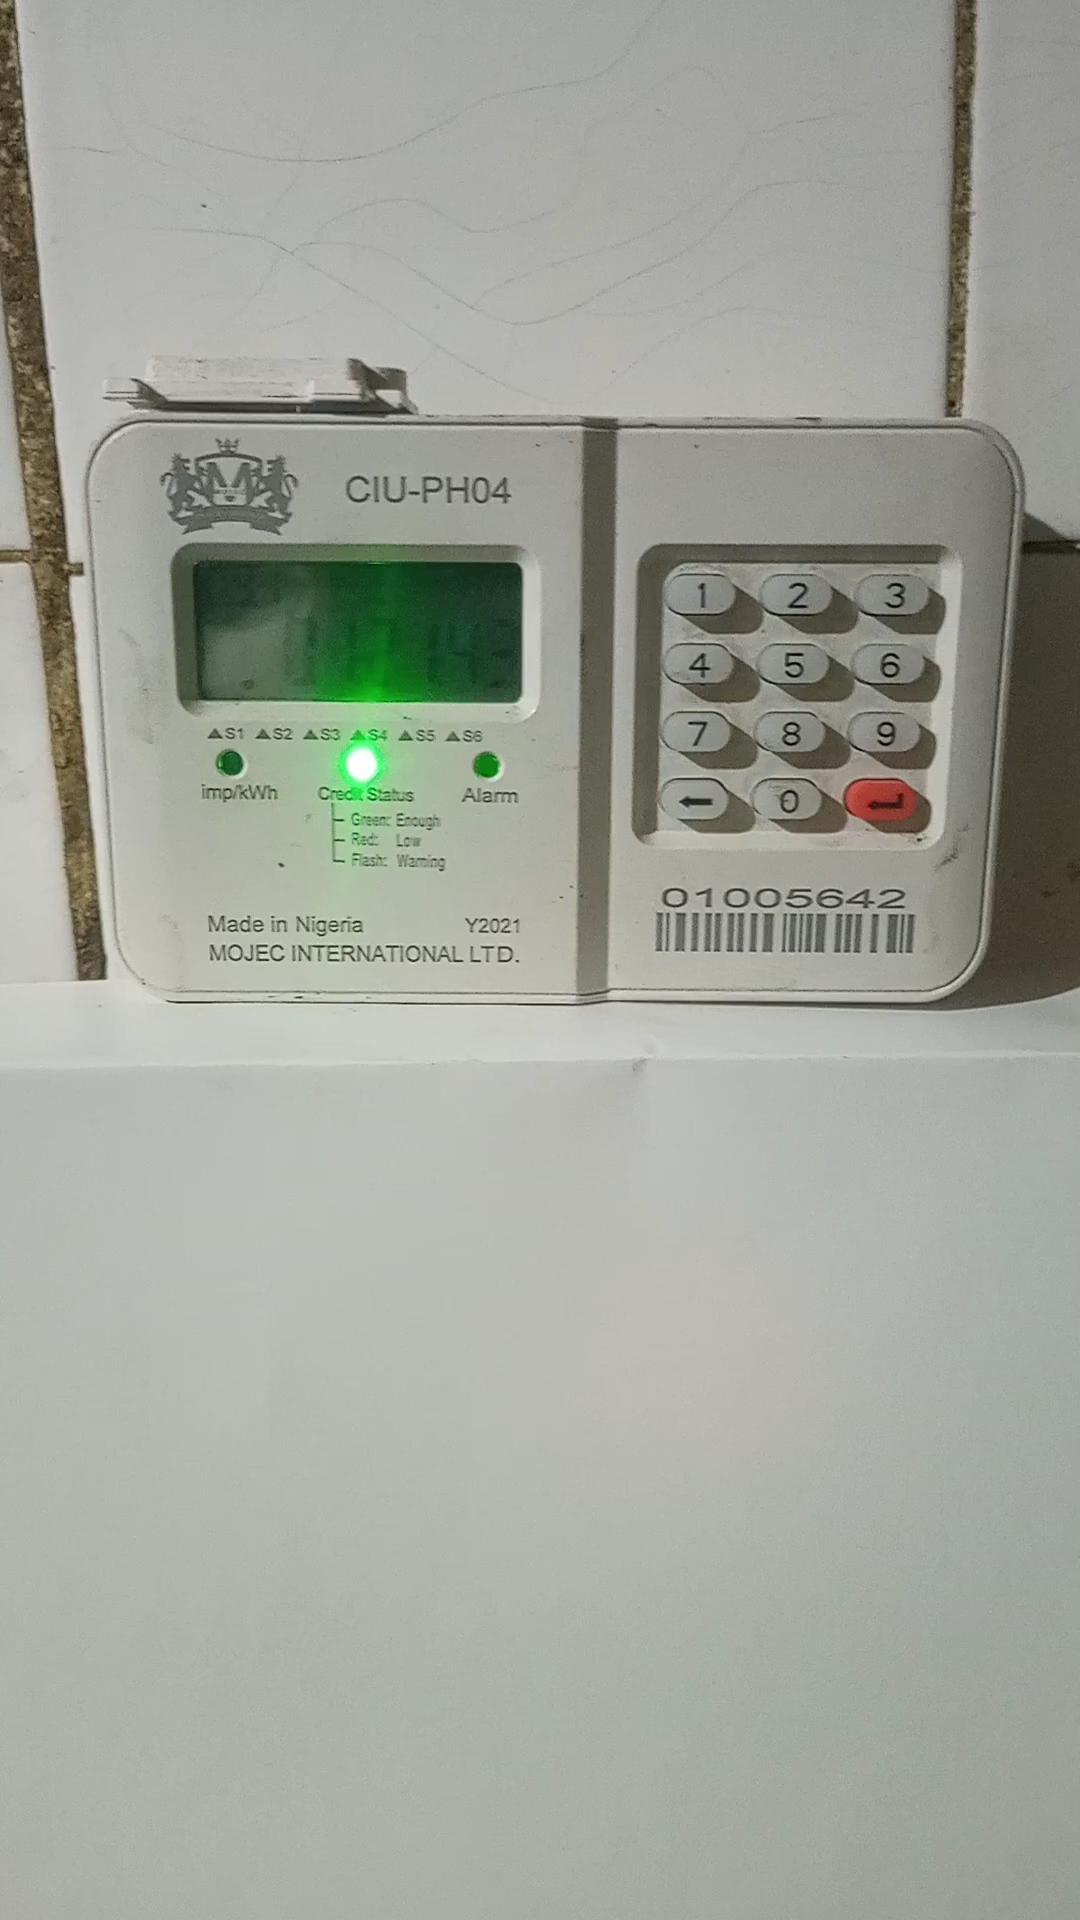 CIU-PH04
▲S1 ▲S2 ▲S3 ▲S4 ▲S5 ▲S6
imp/kWh Credit Status Alarm
Green: Enough
Red: Low
Flash: Warning
Made in Nigeria Y2021
MOJEC INTERNATIONAL LTD.
1 2 3
4 5 6
7 8 9
0
01005642